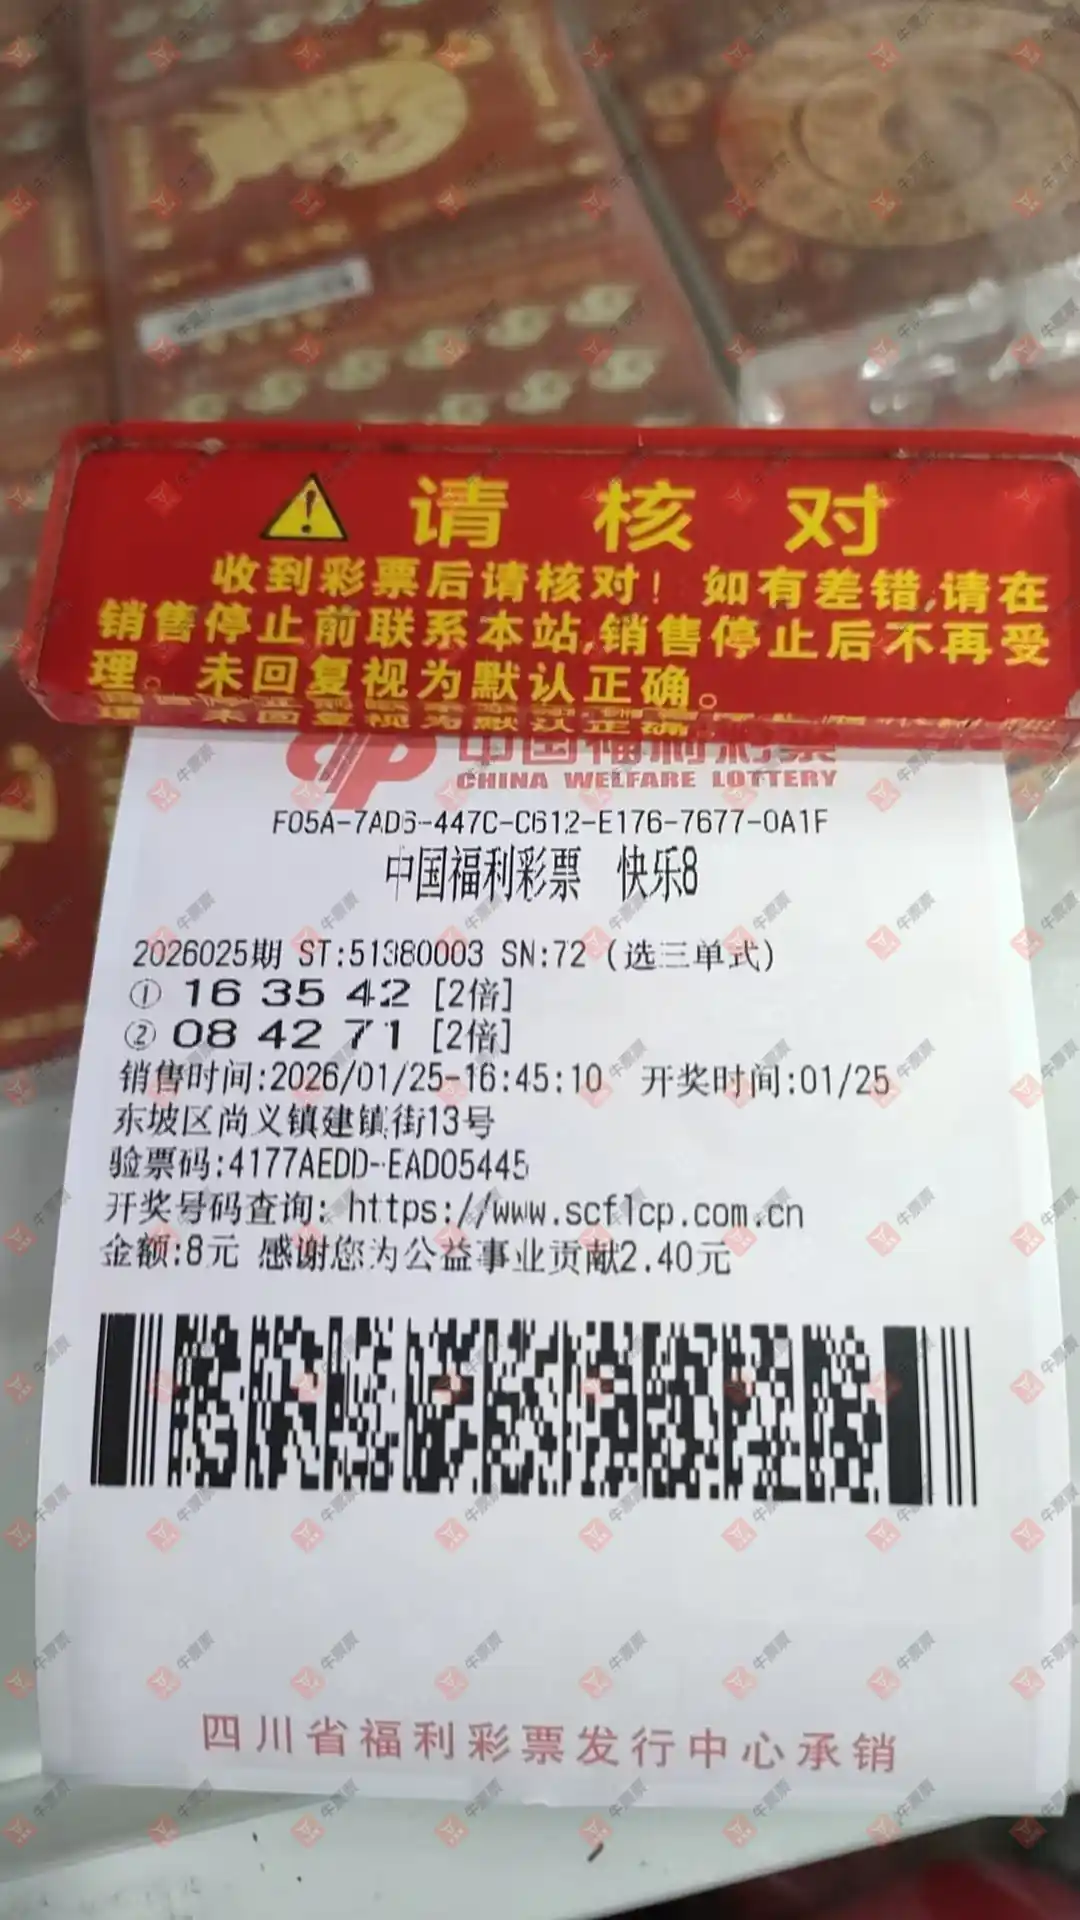 请核对
收到彩票后请核对！如有差错,请在
销售停止前联系本站,销售停止后不再受
理。未回复视为默认正确。
中国福利彩票
CHINA WELFARE LOTTERY
F05A-7AD6-447C-C612-E176-7677-0A1F
中国福利彩票 快乐8
2026025期 ST:51380003 SN:72 (选三单式)
① 16 35 42 [2倍]
② 08 42 71 [2倍]
销售时间:2026/01/25-16:45:10 开奖时间:01/25
东坡区尚义镇建镇街13号
验票码:4177AEDD-EAD05445
开奖号码查询: https://www.scflcp.com.cn
金额:8元 感谢您为公益事业贡献2.40元
四川省福利彩票发行中心承销
牛票票